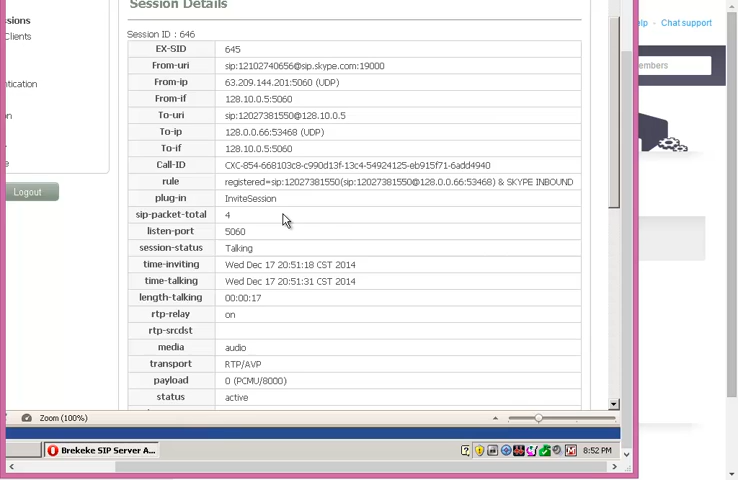 Session Details
ssions
Clients
ntication
on
e
Logout
Session ID : 646
EX-SID 645
From-uri sip:12102740656@sip.skype.com:19000
From-ip 63.209.144.201:5060 (UDP)
From-if 128.10.0.5:5060
To-uri sip:12027381550@128.10.0.5
To-ip 128.0.0.66:53468 (UDP)
To-if 128.10.0.5:5060
Call-ID CXC-854-668103c8-c990d13f-13c4-54924125-eb915f71-6add4940
rule registered=sip:12027381550(sip:12027381550@128.0.0.66:53468) & SKYPE INBOUND
plug-in InviteSession
sip-packet-total 4
listen-port 5060
session-status Talking
time-inviting Wed Dec 17 20:51:18 CST 2014
time-talking Wed Dec 17 20:51:31 CST 2014
length-talking 00:00:17
rtp-relay on
rtp-srcdst
media audio
transport RTP/AVP
payload 0 (PCMU/8000)
status active
Zoom (100%)
Brekeke SIP Server A...
8:52 PM
elp - Chat support
embers